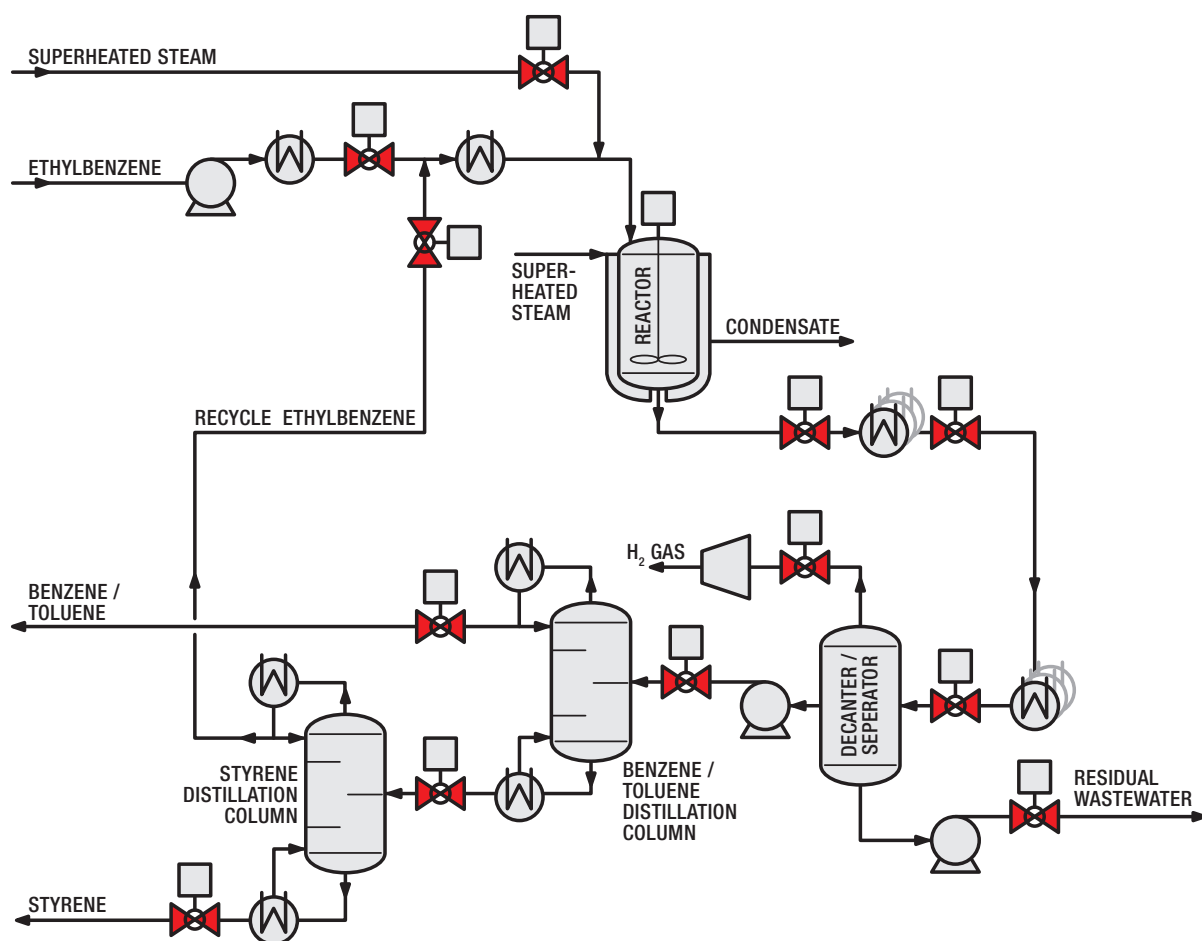 SUPERHEATED STEAM
ETHYLBENZENE
SUPER-
HEATED
STEAM
REACTOR
CONDENSATE
RECYCLE ETHYLBENZENE
H₂ GAS
BENZENE /
TOLUENE
DECANTER /
SEPERATOR
STYRENE
DISTILLATION
COLUMN
BENZENE /
TOLUENE
DISTILLATION
COLUMN
RESIDUAL
WASTEWATER
STYRENE